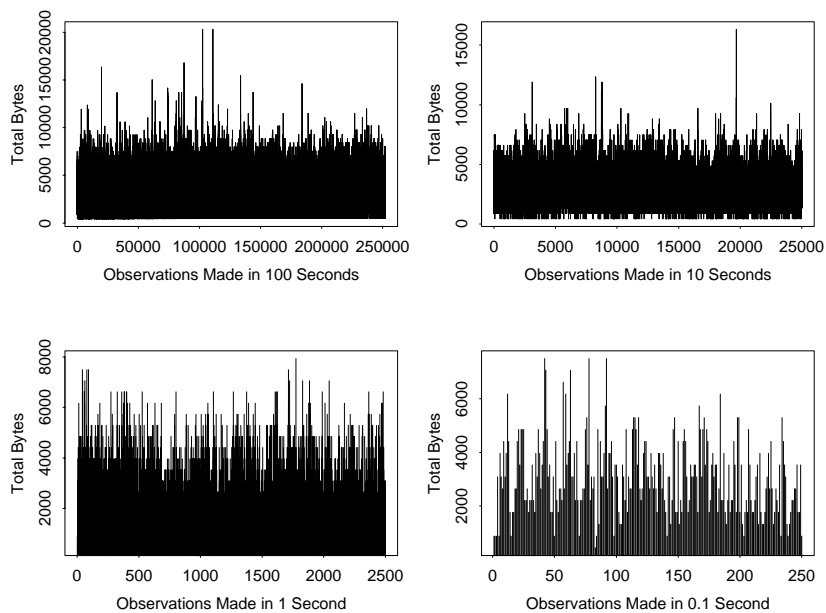 Total Bytes
0 5000 10000 15000 20000
0 50000 100000 150000 200000 250000
Observations Made in 100 Seconds
Total Bytes
0 5000 10000 15000
0 5000 10000 15000 20000 25000
Observations Made in 10 Seconds
Total Bytes
2000 4000 6000 8000
0 500 1000 1500 2000 2500
Observations Made in 1 Second
Total Bytes
2000 4000 6000
0 50 100 150 200 250
Observations Made in 0.1 Second